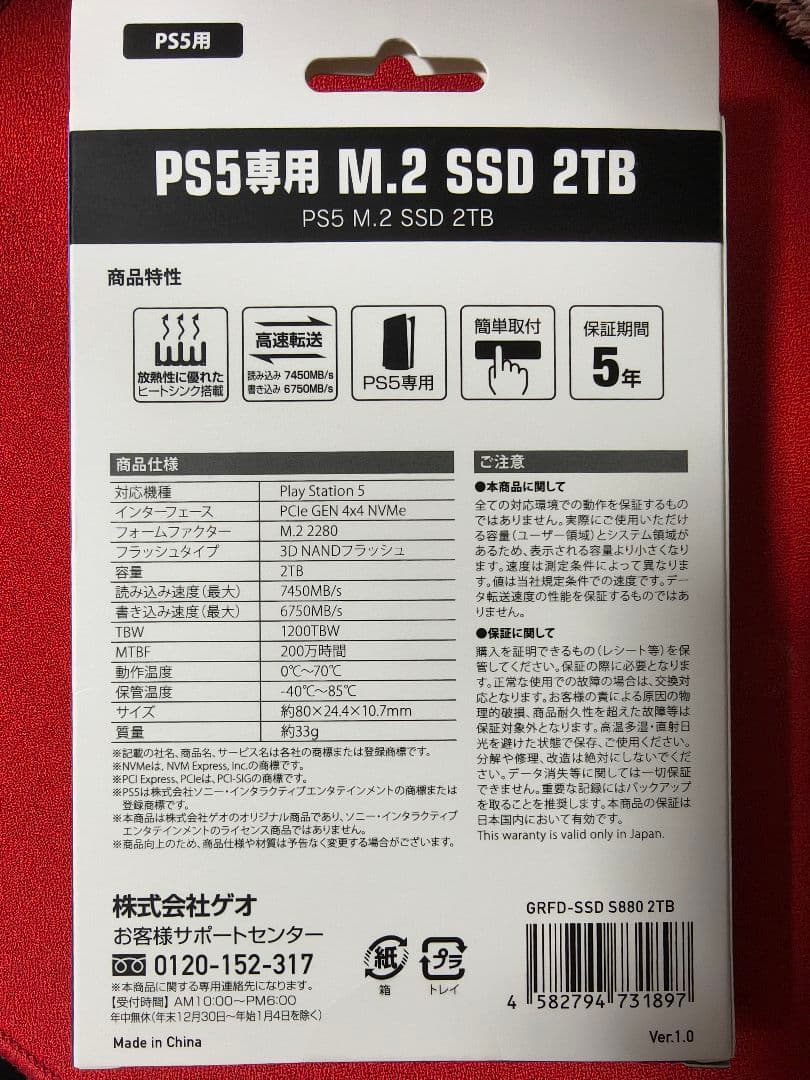 PS5用
PS5専用 M.2 SSD 2TB
PS5 M.2 SSD 2TB
商品特性
放熱性に優れた
ヒートシンク搭載
高速転送
読み込み 7450MB/s
書き込み 6750MB/s
PS5専用
簡単取付
保証期間
5年
商品仕様
対応機種 Play Station 5
インターフェース PCIe GEN 4x4 NVMe
フォームファクター M.2 2280
フラッシュタイプ 3D NANDフラッシュ
容量 2TB
読み込み速度(最大) 7450MB/s
書き込み速度(最大) 6750MB/s
TBW 1200TBW
MTBF 200万時間
動作温度 0℃～70℃
保管温度 -40℃～85℃
サイズ 約80×24.4×10.7mm
質量 約33g
※記載の社名、商品名、サービス名は各社の商標または登録商標です。
※NVMeは、NVM Express, Inc.の商標です。
※PCI Express、PCIeは、PCI-SIGの商標です。
※PS5は株式会社ソニー・インタラクティブエンタテインメントの商標または
登録商標です。
※本商品は株式会社ゲオのオリジナル商品であり、ソニー・インタラクティブ
エンタテインメントのライセンス商品ではありません。
※商品向上のため、商品仕様や材質は予告なく変更する場合がございます。
ご注意
●本商品に関して
全ての対応環境での動作を保証するもの
ではありません。実際にご使用いただけ
る容量(ユーザー領域)とシステム領域が
あるため、表示される容量より小さくなり
ます。速度は測定条件によって異なりま
す。値は当社規定条件での速度です。デー
タ転送速度の性能を保証するものではあ
りません。
●保証に関して
購入を証明できるもの(レシート等)を保
管してください。保証の際に必要となりま
す。正常な使用での故障の場合は、交換対
応となります。お客様の責による原因の物
理的破損、商品耐久性を超えた故障等は
保証対象外となります。高温多湿・直射日
光を避けた状態で保存、ご使用ください。
分解や修理、改造は絶対にしないでくだ
さい。データ消失等に関しては一切保証
できません。重要な記録にはバックアップ
を取ることを推奨します。本商品の保証は
日本国内において有効です。
This waranty is valid only in Japan.
株式会社ゲオ
お客様サポートセンター
0120-152-317
※本商品に関する専用連絡先になります。
【受付時間】AM10:00～PM6:00
年中無休(年末12月30日～年始1月4日を除く)
Made in China
紙
箱
プラ
トレイ
GRFD-SSD S880 2TB
4 582794 731897
Ver.1.0